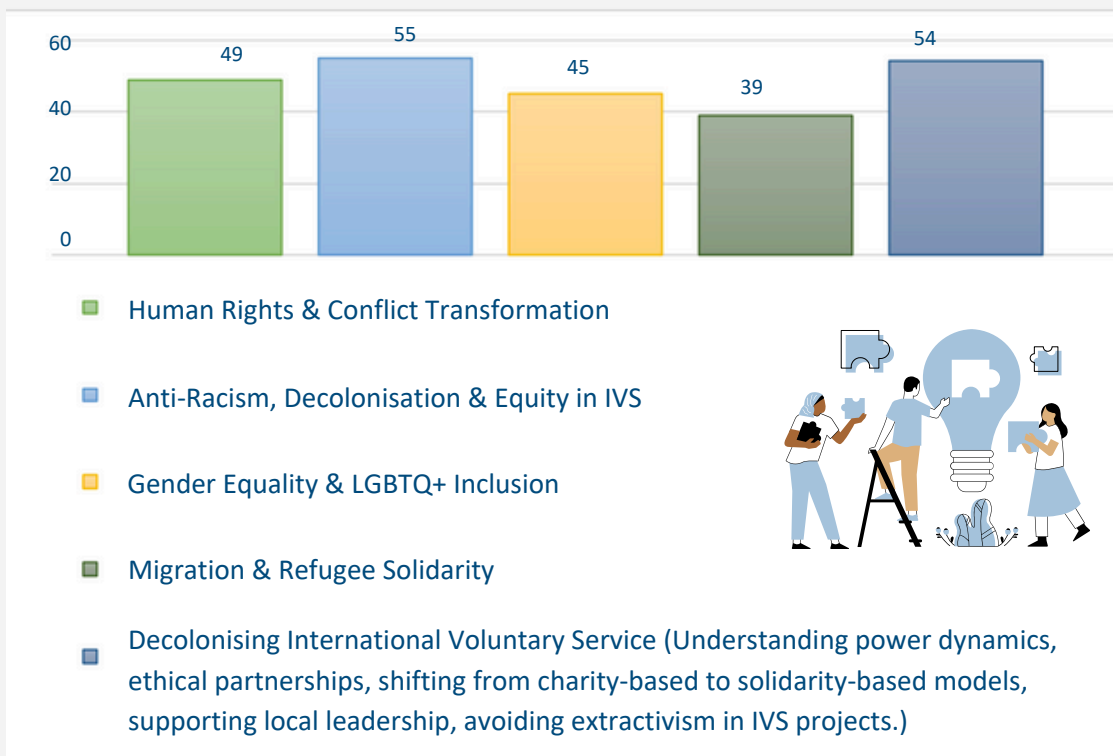 60
40
20
0
49
55
45
39
54
Human Rights & Conflict Transformation
Anti-Racism, Decolonisation & Equity in IVS
Gender Equality & LGBTQ+ Inclusion
Migration & Refugee Solidarity
Decolonising International Voluntary Service (Understanding power dynamics,
ethical partnerships, shifting from charity-based to solidarity-based models,
supporting local leadership, avoiding extractivism in IVS projects.)